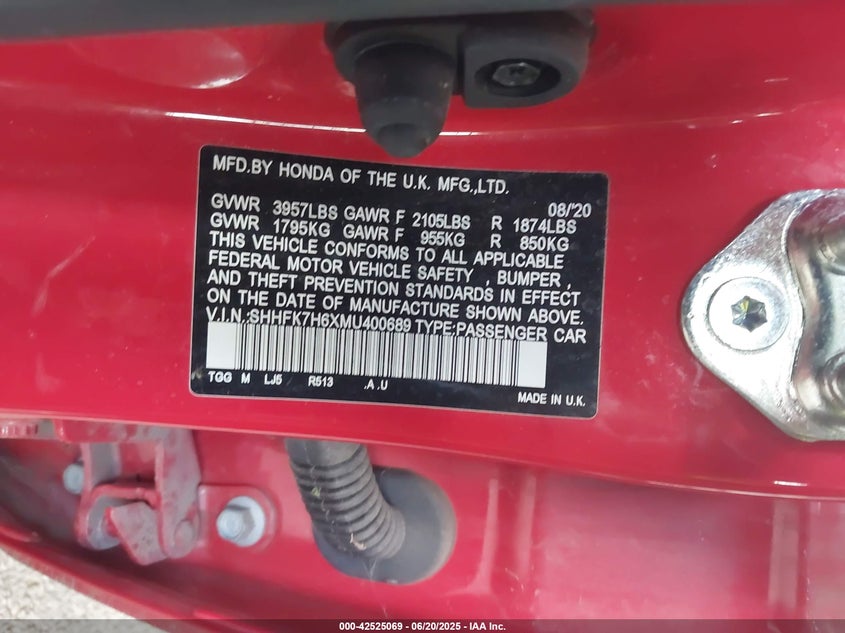 MFD.BY HONDA OF THE U.K. MFG.,LTD.
08/'20
GVWR 3957LBS GAWR F 2105LBS R 1874LBS
GVWR 1795KG GAWR F 955KG R 850KG
THIS VEHICLE CONFORMS TO ALL APPLICABLE
FEDERAL MOTOR VEHICLE SAFETY , BUMPER ,
AND THEFT PREVENTION STANDARDS IN EFFECT
ON THE DATE OF MANUFACTURE SHOWN ABOVE.
V.I.N.:SHHFK7H6XMU400689 TYPE:PASSENGER CAR
TGG M LJ5 R513 .A .U
MADE IN U.K.
000-42525069 | 06/20/2025 | IAA Inc.